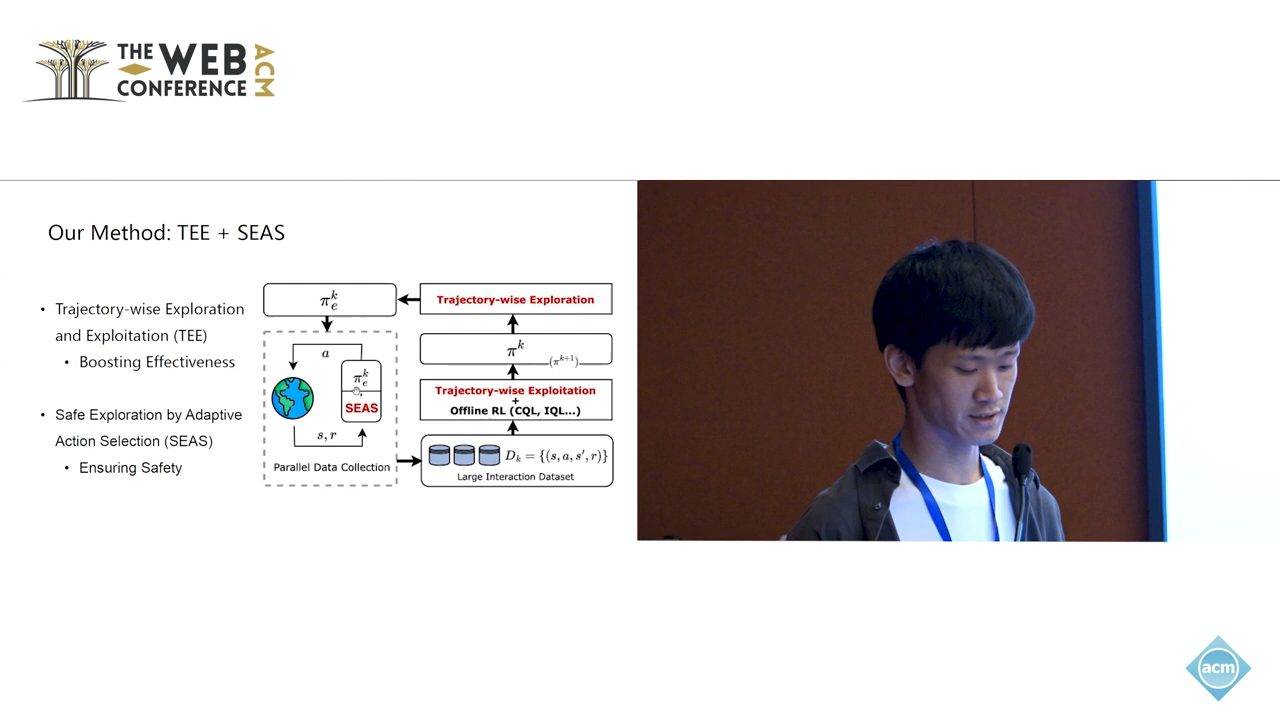 THE WEB
CONFERENCE
ACM
Our Method: TEE + SEAS
• Trajectory-wise Exploration
and Exploitation (TEE)
• Boosting Effectiveness
• Safe Exploration by Adaptive
Action Selection (SEAS)
• Ensuring Safety
π_e^k
Trajectory-wise Exploration
a
π_e^k
SEAS
s, r
Parallel Data Collection
π^k
(π^{k+1})
Trajectory-wise Exploitation
+
Offline RL (CQL, IQL...)
D_k = {(s, a, s′, r)}
Large Interaction Dataset
acm